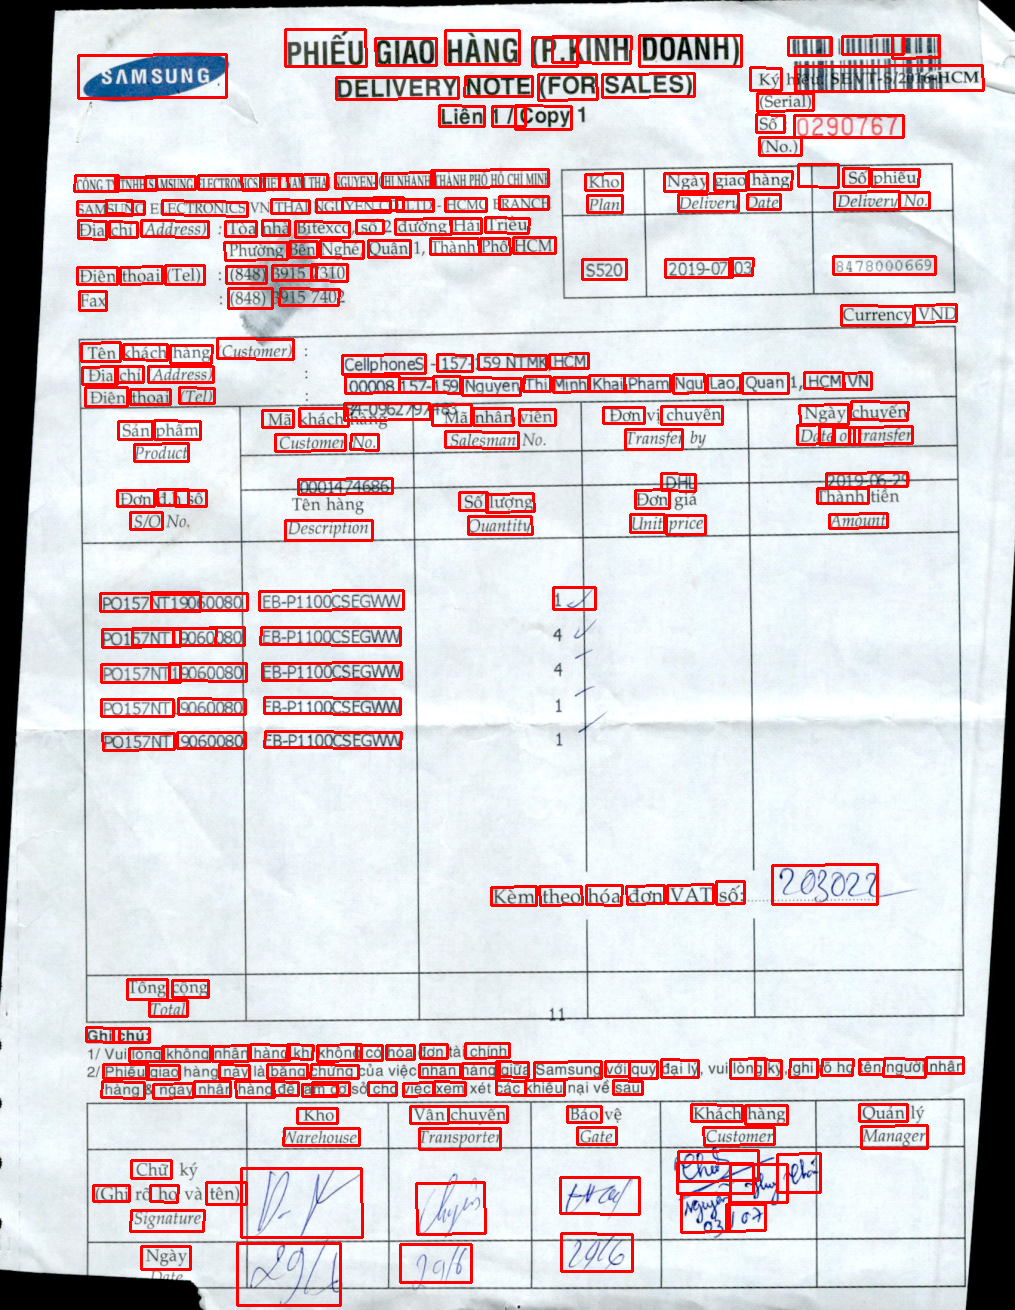 SAMSUNG
PHIẾU GIAO HÀNG (P.KINH DOANH)
DELIVERY NOTE (FOR SALES)
Liên 1 / Copy 1
Ký hiệu: SEVT-S/2016-HCM
(Serial)
Số : 0290767
(No.)
CÔNG TY TNHH SAMSUNG ELECTRONICS VIỆT NAM THÁI NGUYÊN- CHI NHÁNH THÀNH PHỐ HỒ CHÍ MINH
SAMSUNG ELECTRONICS VN THAI NGUYEN CO LTD - HCMC BRANCH
Địa chỉ (Address) : Tòa nhà Bitexco, số 2 đường Hải Triều,
Phường Bến Nghé, Quận 1, Thành Phố HCM
Điện thoại (Tel) : (848) 3915 7310
Fax : (848) 3915 7402
Kho Ngày giao hàng Số phiếu
Plan Delivery Date Delivery No.
S520 2019-07-03 8478000669
Currency VND
Tên khách hàng (Customer) : CellphoneS - 157-159 NTMK HCM
Địa chỉ (Address) : 00008 157-159 Nguyen Thi Minh Khai, Pham Ngu Lao, Quan 1, HCM VN
Điện thoại (Tel) : 84-0962797483
Sản phẩm Mã khách hàng Mã nhân viên Đơn vị chuyển Ngày chuyển
Product Customer No. Salesman No. Transfer by Date of transfer
0001474686 DHL 2019-06-29
Đơn đ.h số Tên hàng Số lượng Đơn giá Thành tiền
S/O No. Description Quantity Unit price Amount
PO157NT19060080 EB-P1100CSEGWW 1
PO157NT19060080 EB-P1100CSEGWW 4
PO157NT19060080 EB-P1100CSEGWW 4
PO157NT19060080 EB-P1100CSEGWW 1
PO157NT19060080 EB-P1100CSEGWW 1
Kèm theo hóa đơn VAT số: 203022
Tổng cộng
Total 11
Ghi chú:
1/ Vui lòng không nhận hàng khi không có hóa đơn tài chính
2/ Phiếu giao hàng này là bằng chứng của việc nhận hàng giữa Samsung với quý đại lý, vui lòng ký, ghi rõ họ tên người nhận
hàng & ngày nhận hàng để làm cơ sở cho việc xem xét các khiếu nại về sau
Kho Vận chuyển Bảo vệ Khách hàng Quản lý
Warehouse Transporter Gate Customer Manager
Chữ ký
(Ghi rõ họ và tên)
Signature
Nguyễn
03/07
Ngày 29/6 29/6 29/6
Date